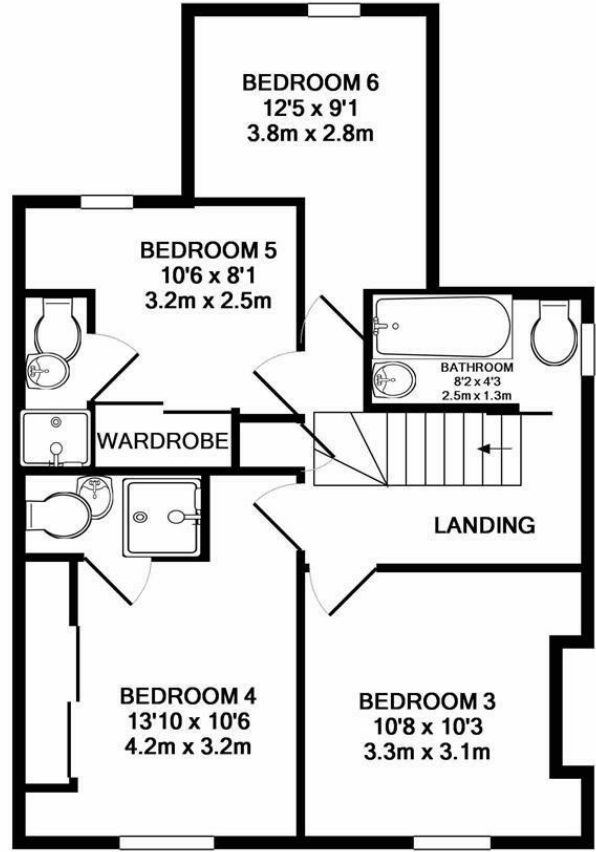 BEDROOM 6
12'5 x 9'1
3.8m x 2.8m
BEDROOM 5
10'6 x 8'1
3.2m x 2.5m
BATHROOM
8'2 x 4'3
2.5m x 1.3m
WARDROBE
LANDING
BEDROOM 4
13'10 x 10'6
4.2m x 3.2m
BEDROOM 3
10'8 x 10'3
3.3m x 3.1m